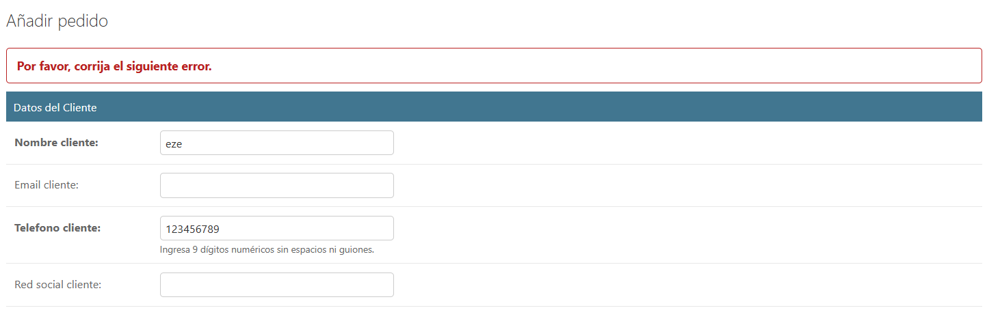 Añadir pedido
Por favor, corrija el siguiente error.
Datos del Cliente
Nombre cliente: eze
Email cliente:
Telefono cliente: 123456789
Ingresa 9 dígitos numéricos sin espacios ni guiones.
Red social cliente: